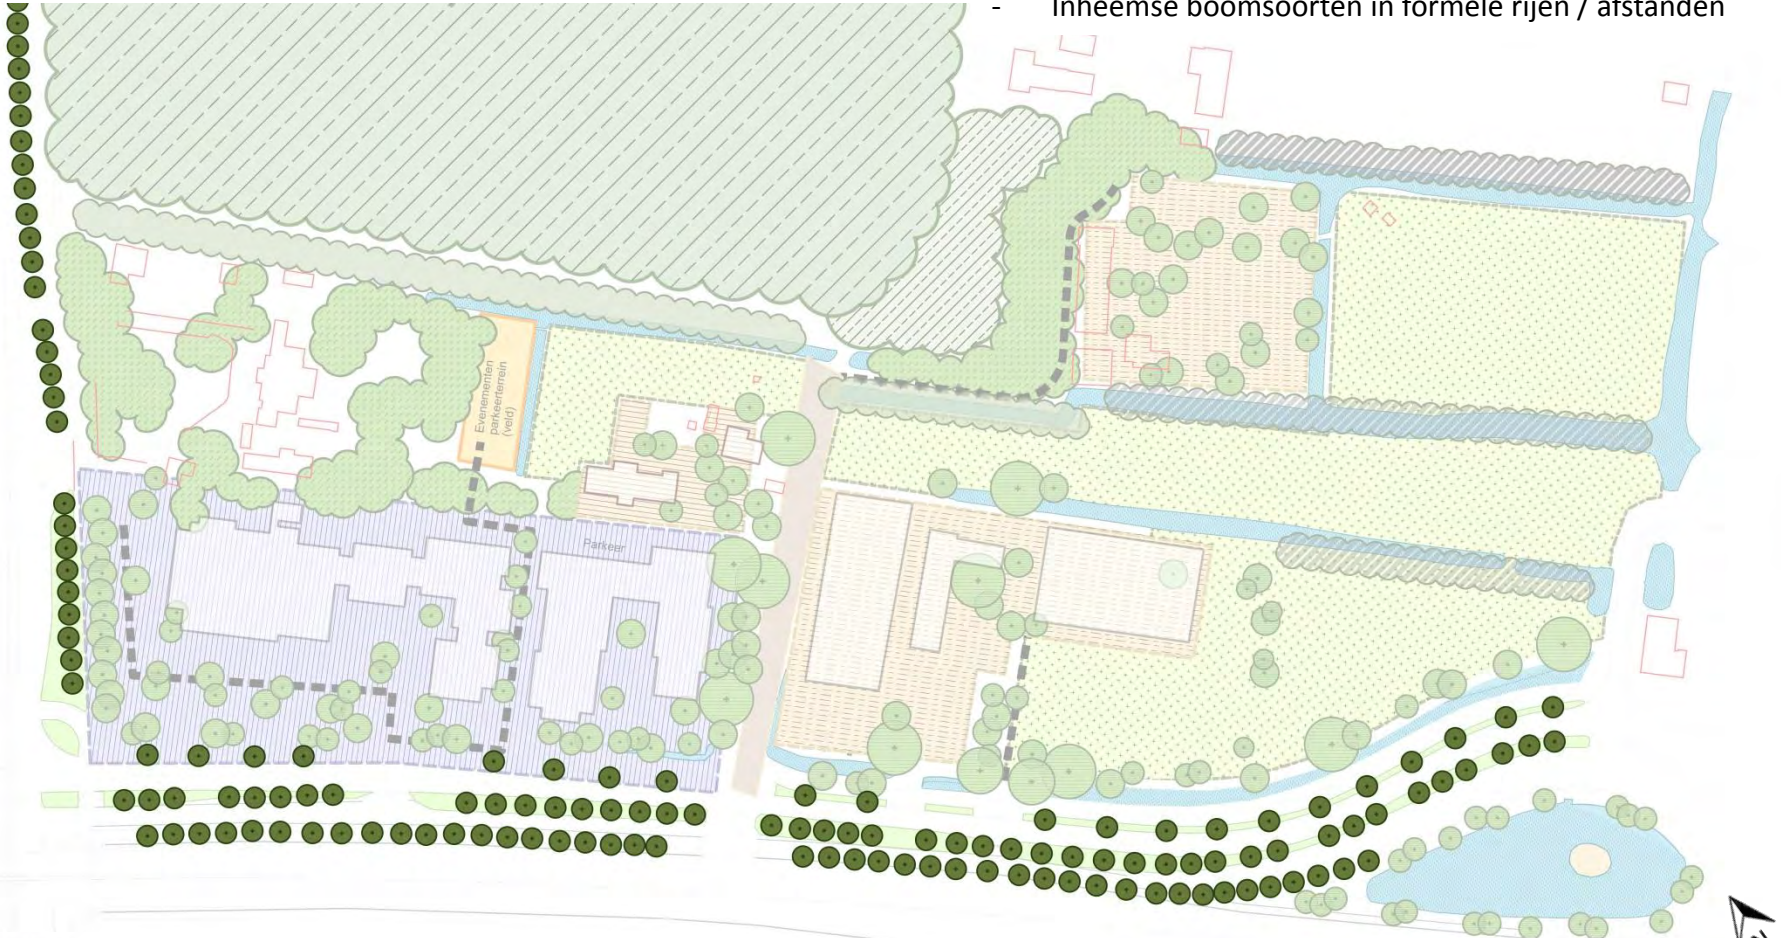 - Inheemse boomsoorten in formele rijen / afstanden
Evenementen
parkeerterrein
(veld)
Parkeer